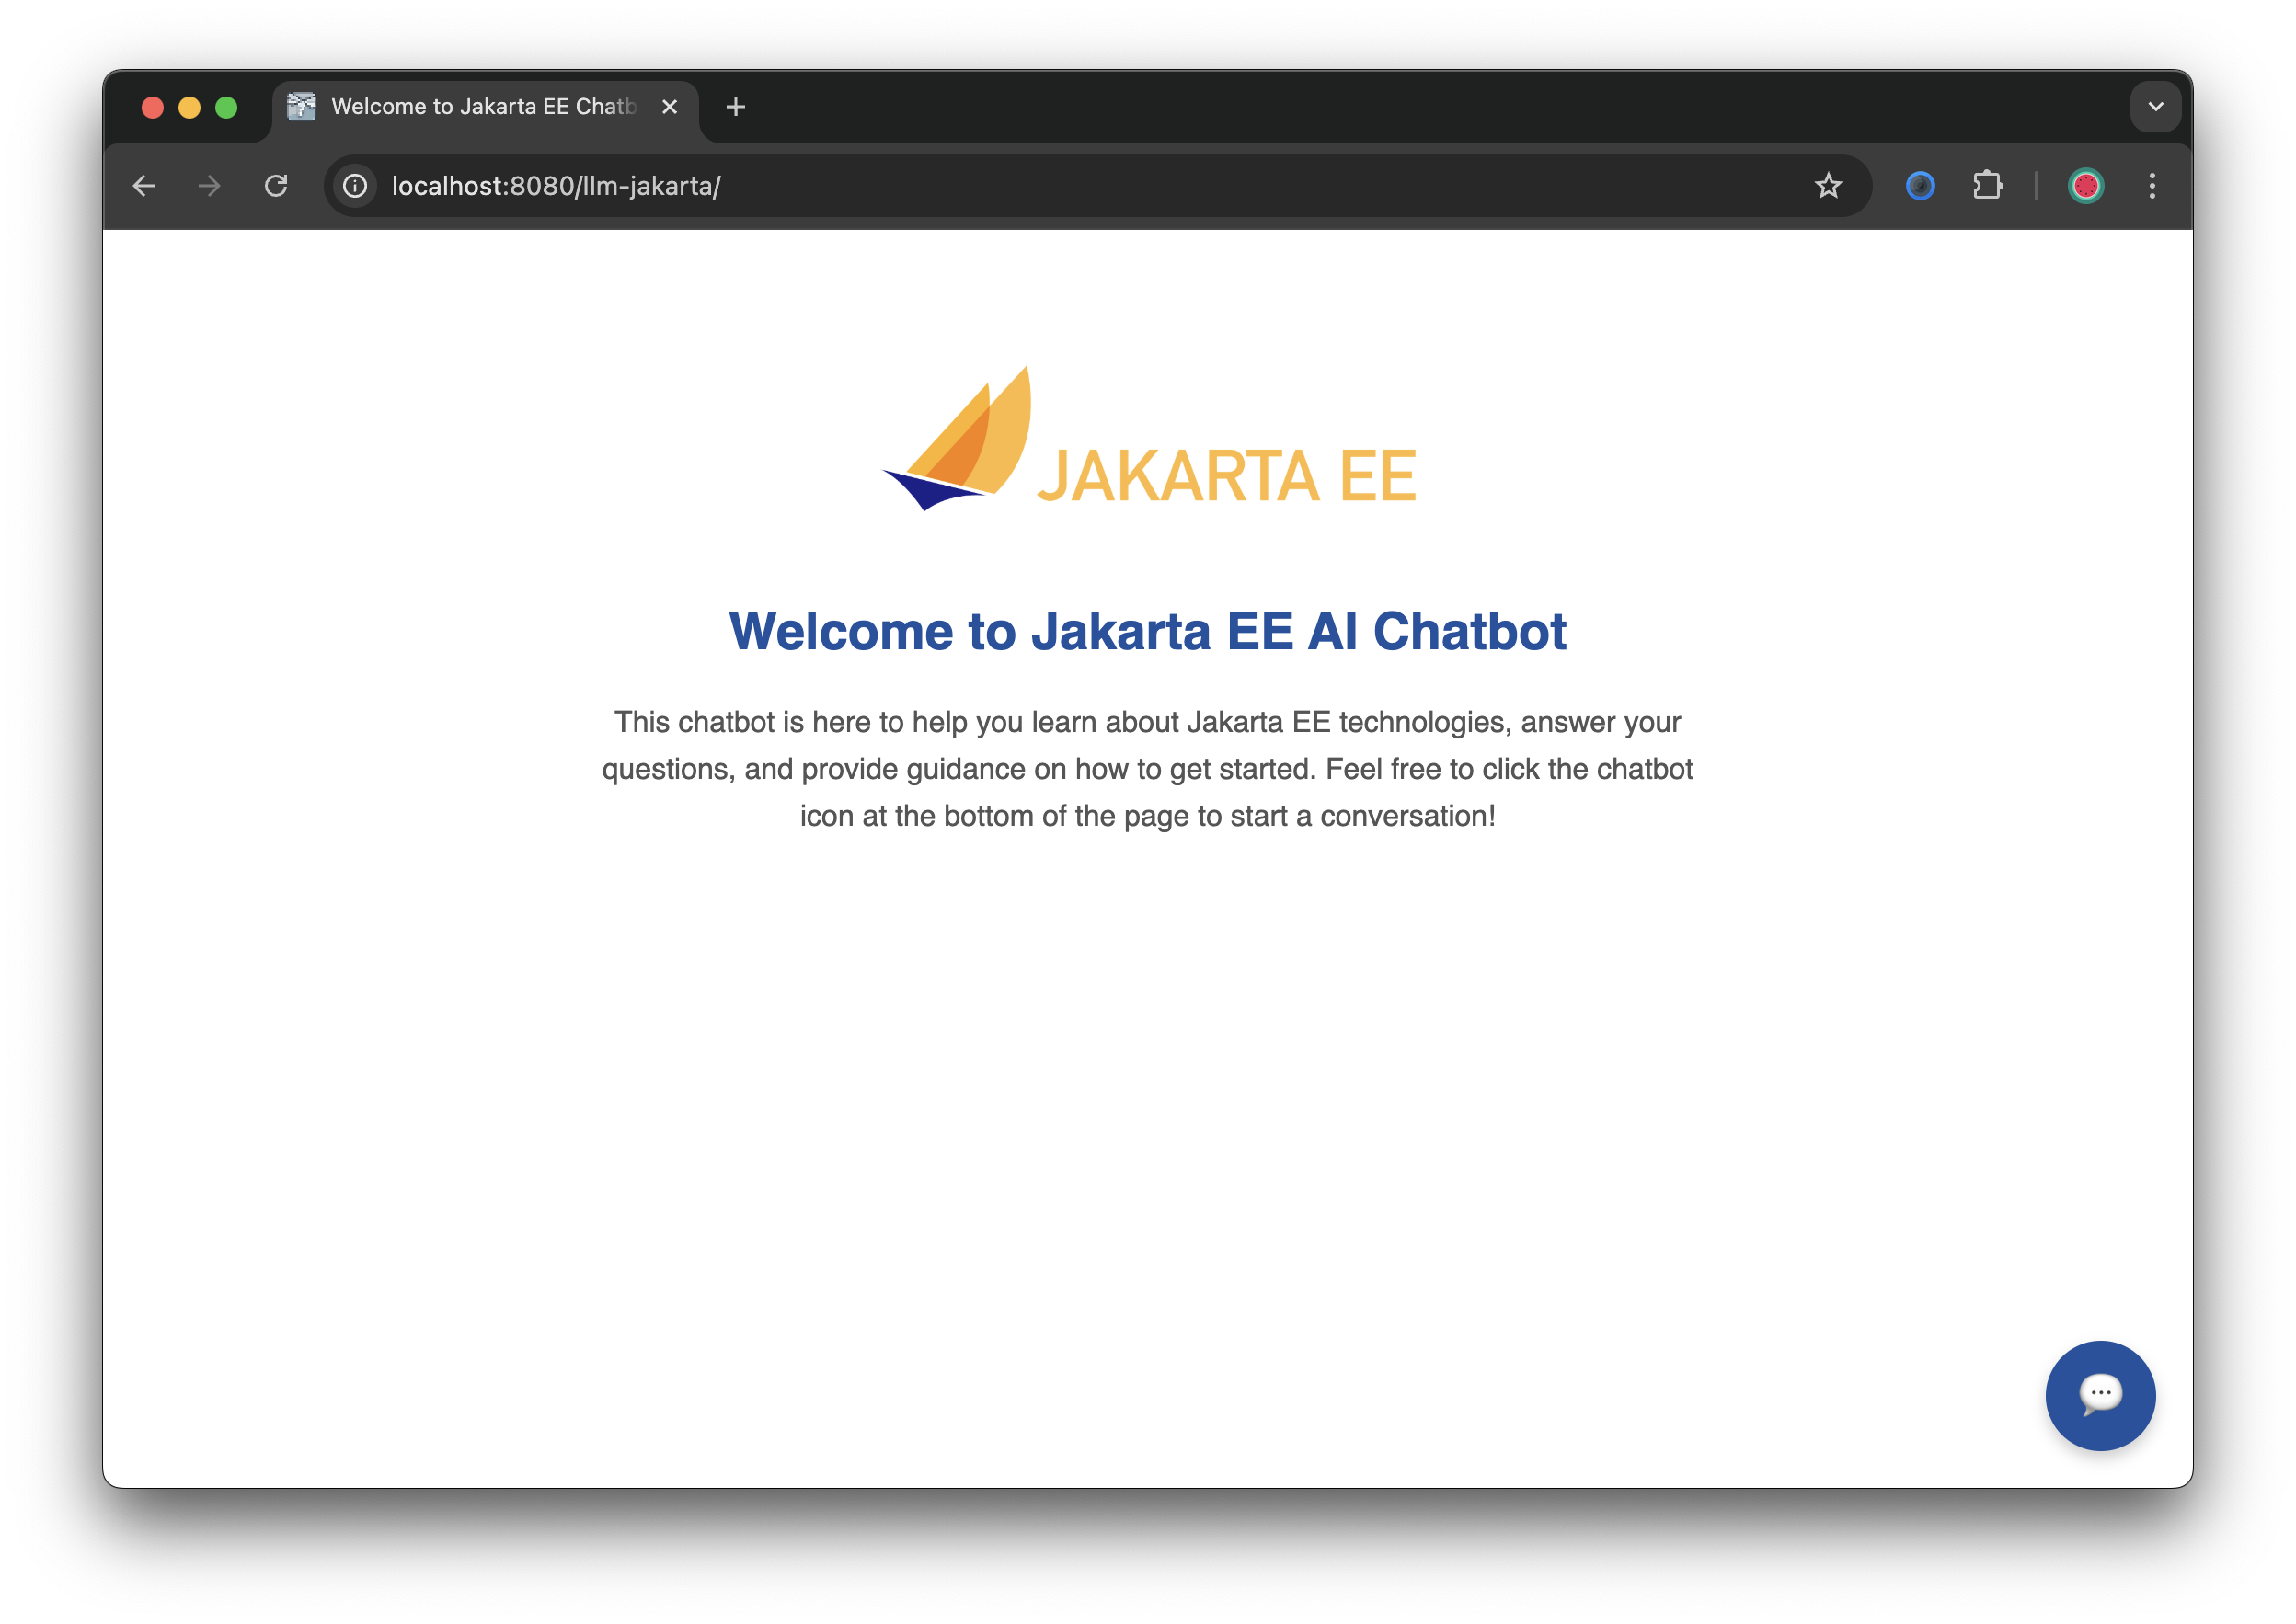 Welcome to Jakarta EE Chatb
localhost:8080/llm-jakarta/
JAKARTA EE
Welcome to Jakarta EE AI Chatbot
This chatbot is here to help you learn about Jakarta EE technologies, answer your
questions, and provide guidance on how to get started. Feel free to click the chatbot
icon at the bottom of the page to start a conversation!